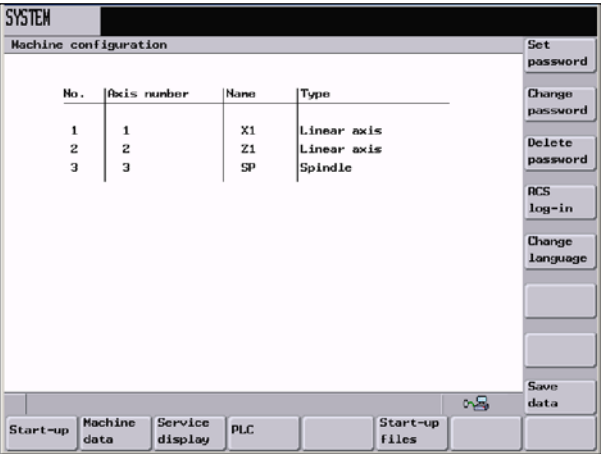 SYSTEM
Machine configuration
No. Axis number Name Type
1 1 X1 Linear axis
2 2 Z1 Linear axis
3 3 SP Spindle
Set
password
Change
password
Delete
password
RCS
log-in
Change
language
Save
data
Start-up
Machine
data
Service
display
PLC
Start-up
files